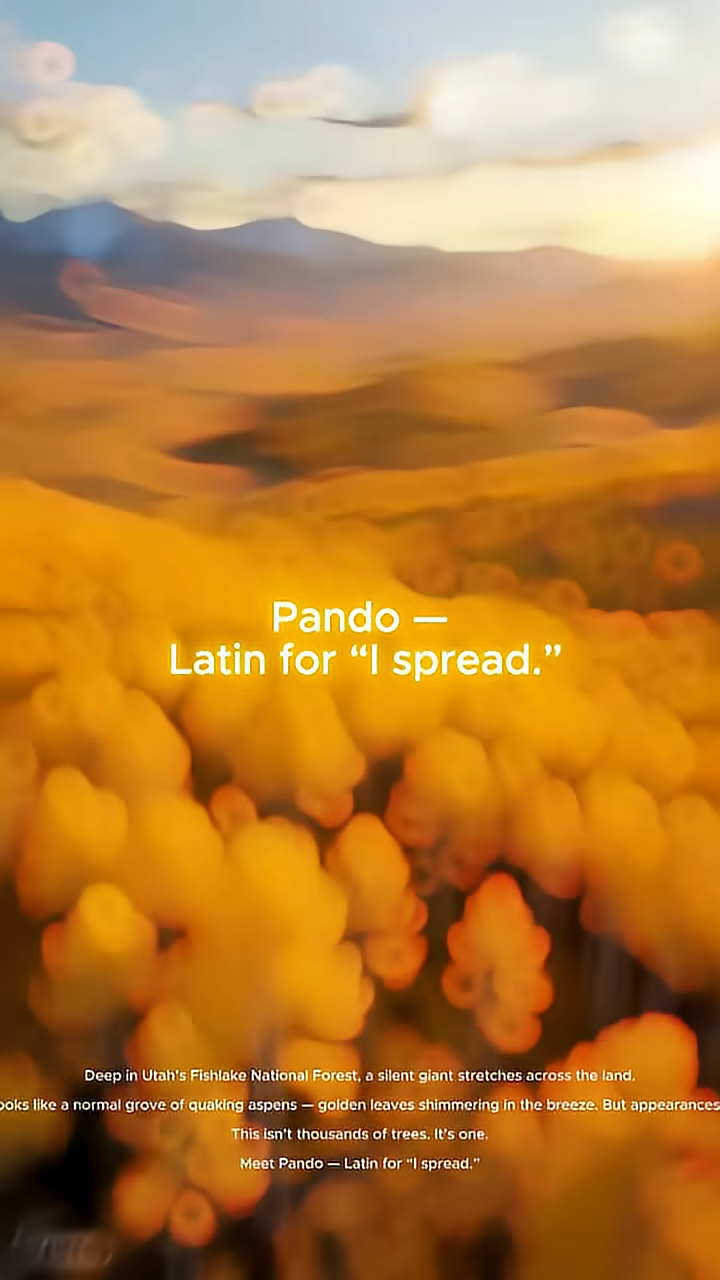 Pando —
Latin for “I spread.”
Deep in Utah's Fishlake National Forest, a silent giant stretches across the land.
like a normal grove of quaking aspens — golden leaves shimmering in the breeze. But appearances
This isn't thousands of trees. It's one.
Meet Pando — Latin for “I spread.”